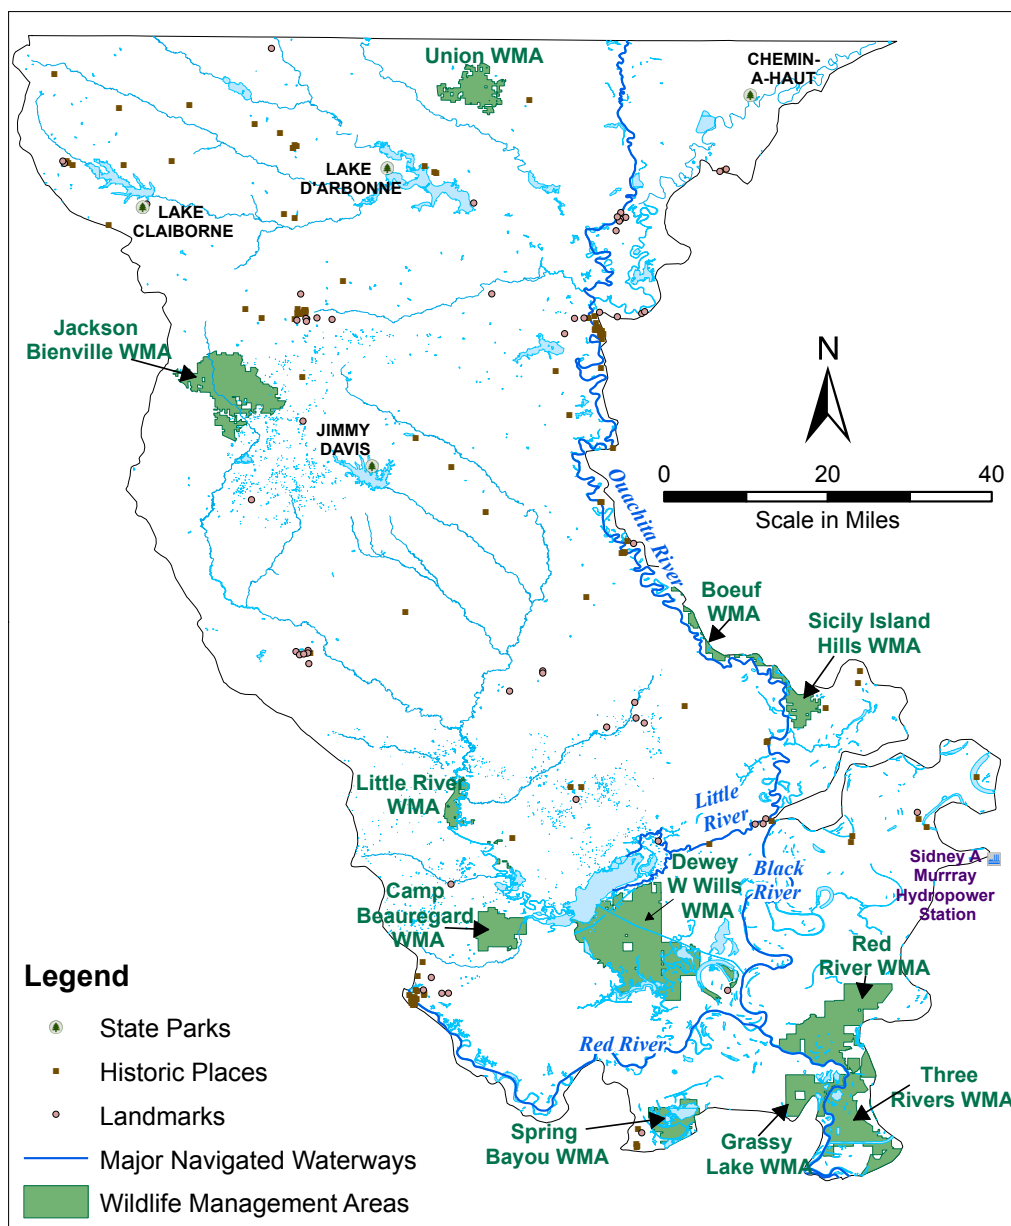 Union WMA
CHEMIN-
A-HAUT
LAKE
D'ARBONNE
LAKE
CLAIBORNE
Jackson
Bienville WMA
N
JIMMY
DAVIS
0 20 40
Scale in Miles
Ouachita River
Boeuf
WMA
Sicily Island
Hills WMA
Little River
WMA
Little
River
Dewey
W Wills
WMA
Black
River
Sidney A
Murrray
Hydropower
Station
Camp
Beauregard
WMA
Red
River WMA
Red River
Three
Rivers WMA
Spring
Bayou WMA
Grassy
Lake WMA
Legend
State Parks
Historic Places
Landmarks
Major Navigated Waterways
Wildlife Management Areas